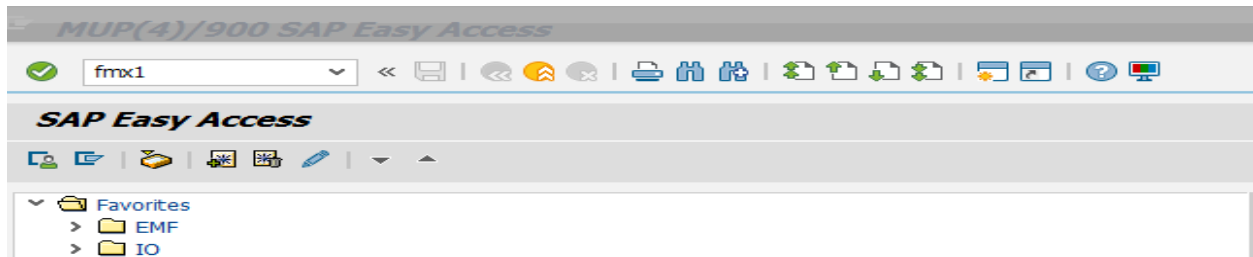 MUP(4)/900 SAP Easy Access
fmx1
SAP Easy Access
Favorites
EMF
IO